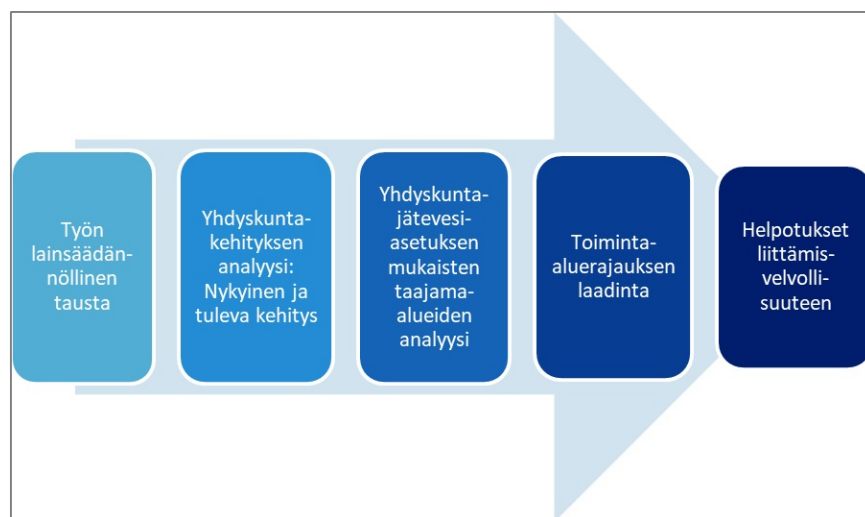 Työn
lainsäädän-
nöllinen
tausta
Yhdyskunta-
kehityksen
analyysi:
Nykyinen ja
tuleva kehitys
Yhdyskunta-
jätevesi-
asetuksen
mukaisten
taajama-
alueiden
analyysi
Toiminta-
aluerajauksen
laadinta
Helpotukset
liittämis-
velvolli-
suuteen